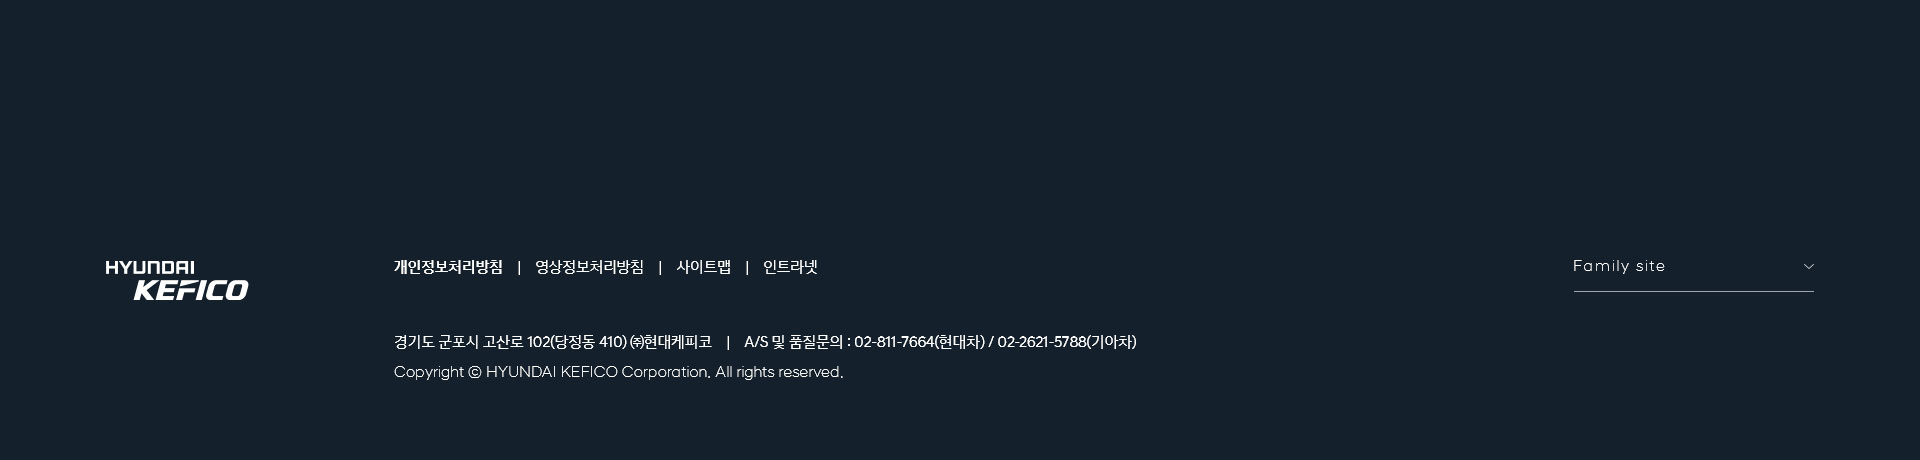 HYUNDAI
KEFICO
개인정보처리방침 | 영상정보처리방침 | 사이트맵 | 인트라넷
Family site
경기도 군포시 고산로 102(당정동 410) ㈜현대케피코 | A/S 및 품질문의 : 02-811-7664(현대차) / 02-2621-5788(기아차)
Copyright © HYUNDAI KEFICO Corporation. All rights reserved.